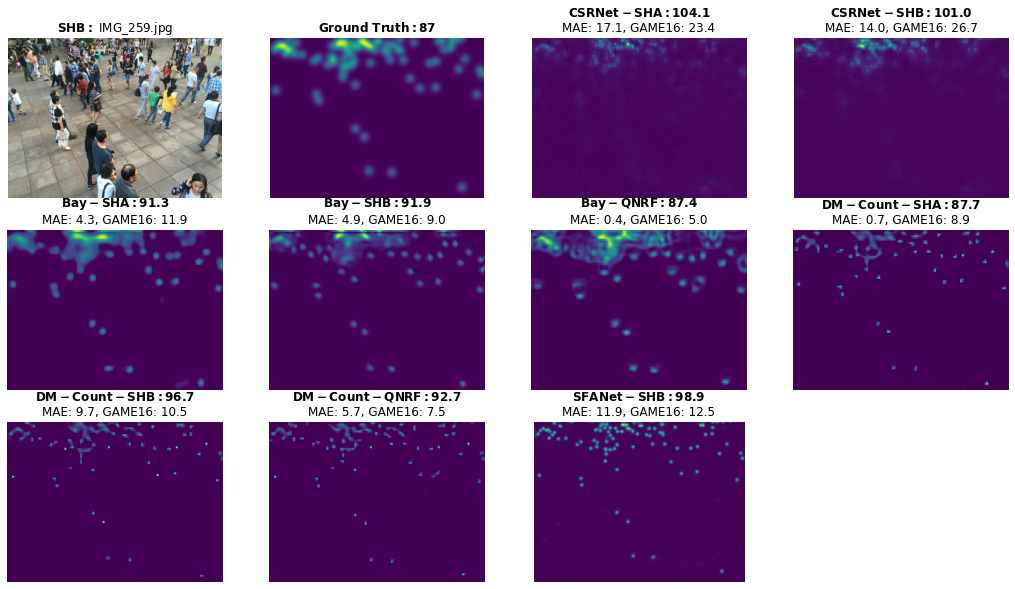 SHB: IMG_259.jpg
Ground Truth: 87
CSRNet-SHA: 104.1
MAE: 17.1, GAME16: 23.4
CSRNet-SHB: 101.0
MAE: 14.0, GAME16: 26.7
Bay-SHA: 91.3
MAE: 4.3, GAME16: 11.9
Bay-SHB: 91.9
MAE: 4.9, GAME16: 9.0
Bay-QNRF: 87.4
MAE: 0.4, GAME16: 5.0
DM-Count-SHA: 87.7
MAE: 0.7, GAME16: 8.9
DM-Count-SHB: 96.7
MAE: 9.7, GAME16: 10.5
DM-Count-QNRF: 92.7
MAE: 5.7, GAME16: 7.5
SFANet-SHB: 98.9
MAE: 11.9, GAME16: 12.5